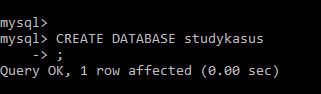 mysql>
mysql> CREATE DATABASE studykasus
    -> ;
Query OK, 1 row affected (0.00 sec)